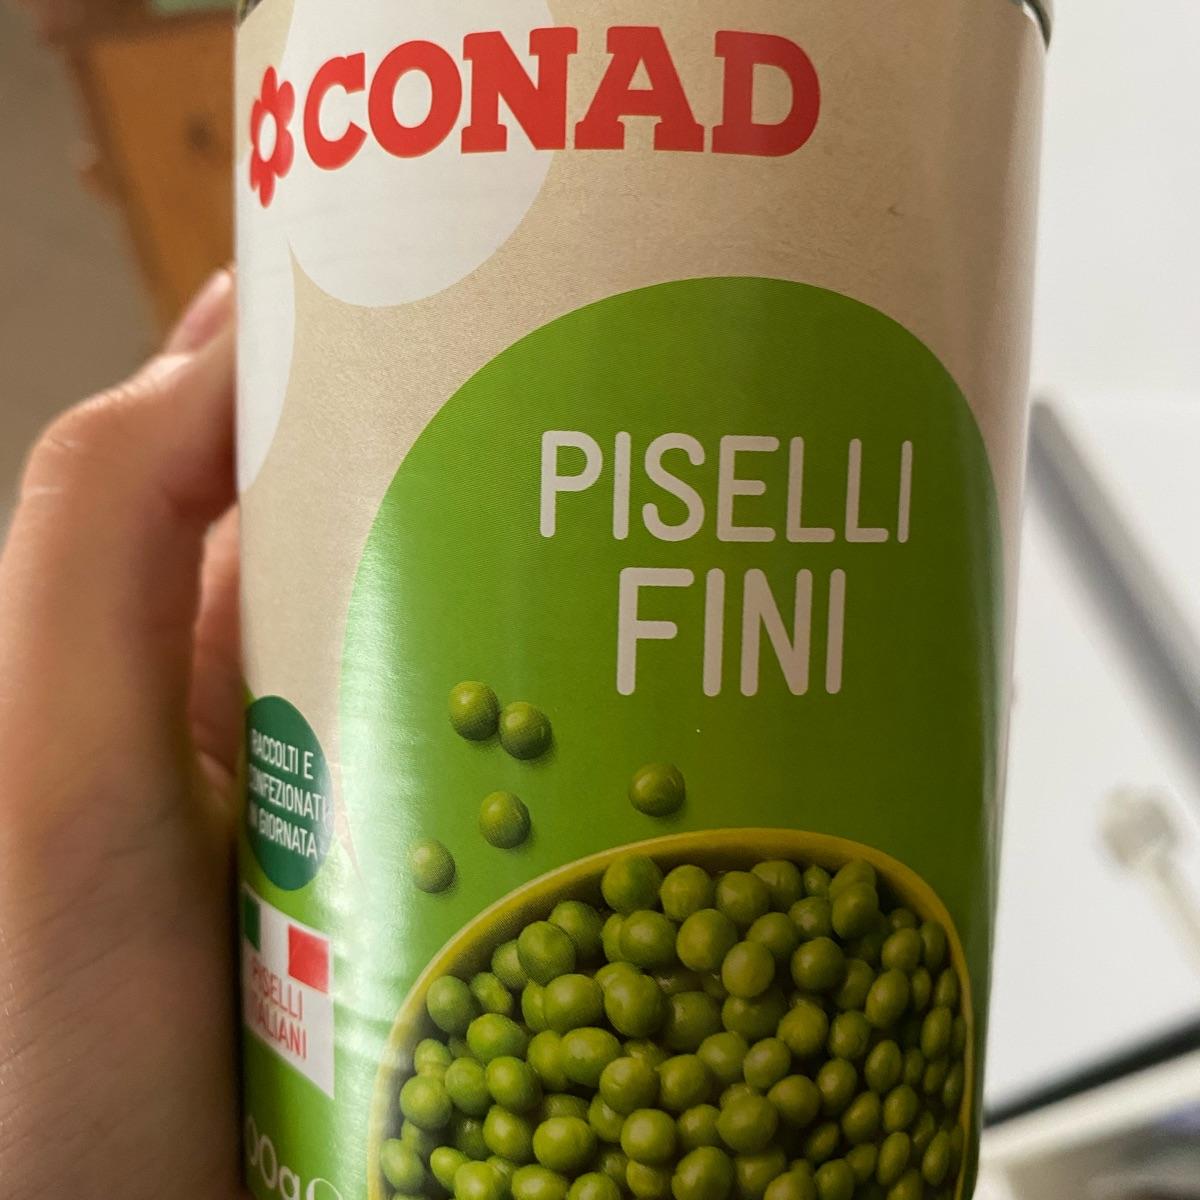 CONAD
PISELLI
FINI
RACCOLTI E
CONFEZIONATI
IN GIORNATA
PISELLI
ITALIANI